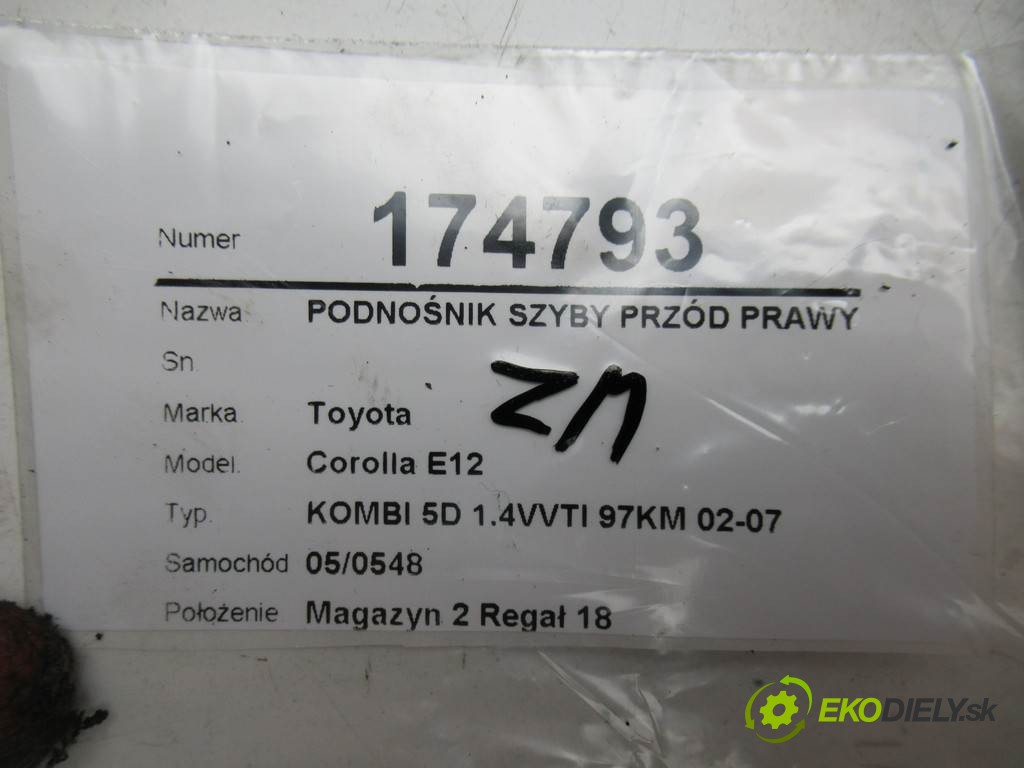 Numer 174793
Nazwa: PODNOŚNIK SZYBY PRZÓD PRAWY
Sn.
ZM
Marka: Toyota
Model: Corolla E12
Typ. KOMBI 5D 1.4VVTI 97KM 02-07
Samochód 05/0548
Położenie Magazyn 2 Regał 18
EKODIELY.sk